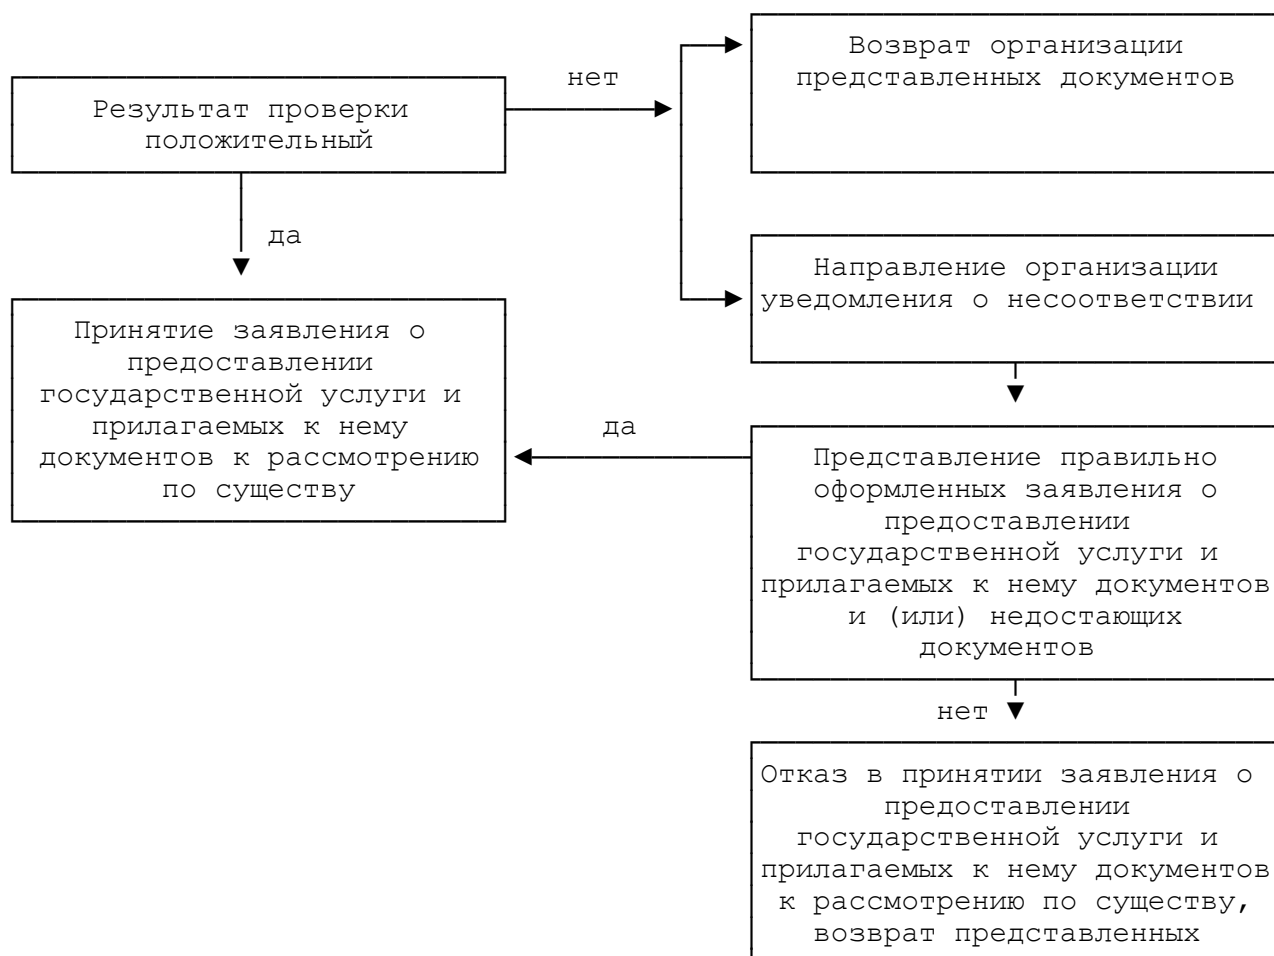 Возврат организации
представленных документов
нет
Результат проверки
положительный
да
Направление организации
уведомления о несоответствии
Принятие заявления о
предоставлении
государственной услуги и
прилагаемых к нему
документов к рассмотрению
по существу
да
Представление правильно
оформленных заявления о
предоставлении
государственной услуги и
прилагаемых к нему документов
и (или) недостающих
документов
нет
Отказ в принятии заявления о
предоставлении
государственной услуги и
прилагаемых к нему документов
к рассмотрению по существу,
возврат представленных